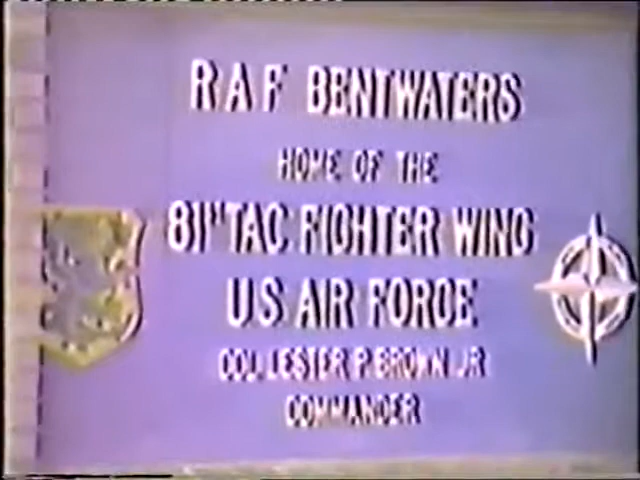 RAF BENTWATERS
HOME OF THE
81ST TAC FIGHTER WING
US AIR FORCE
COL. LESTER P. BROWN JR
COMMANDER